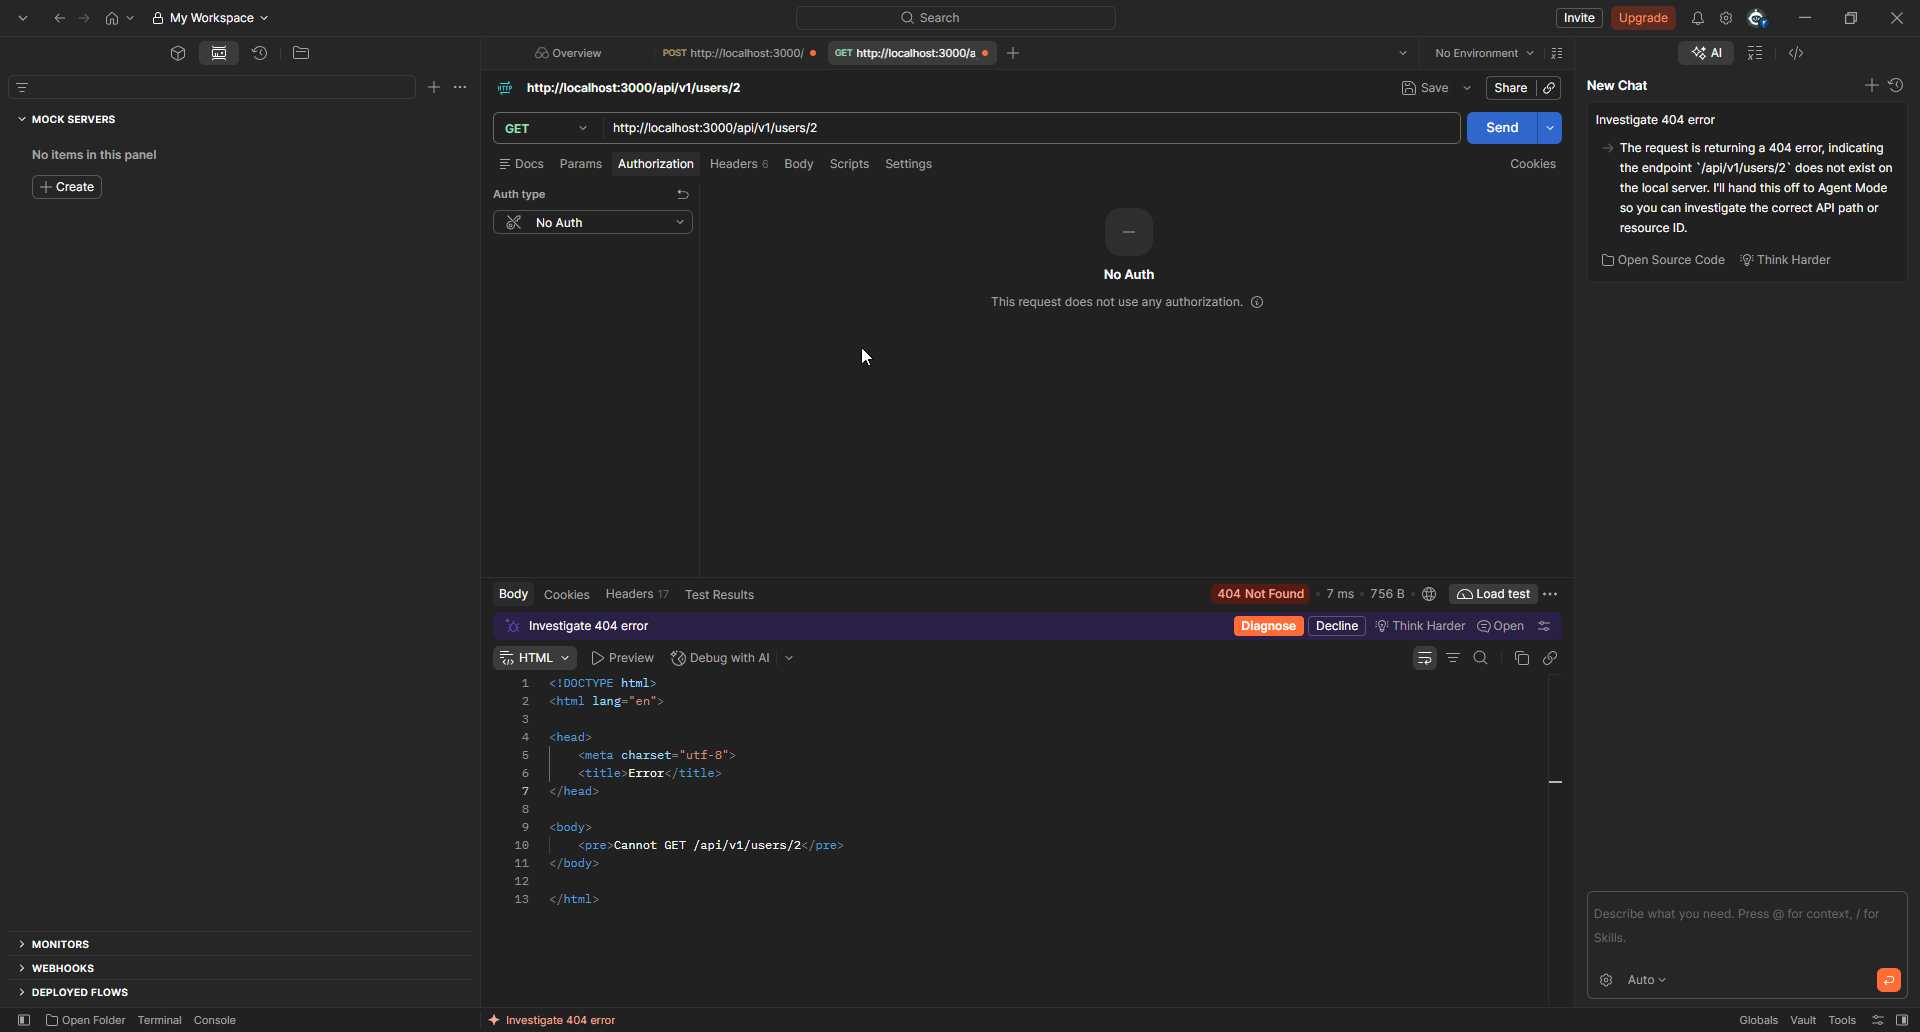 My Workspace
Search
Invite
Upgrade
Overview
POST http://localhost:3000/
GET http://localhost:3000/a
No Environment
AI
http://localhost:3000/api/v1/users/2
Save
Share
New Chat
MOCK SERVERS
No items in this panel
Create
GET
http://localhost:3000/api/v1/users/2
Send
Investigate 404 error
The request is returning a 404 error, indicating
the endpoint `/api/v1/users/2` does not exist on
the local server. I'll hand this off to Agent Mode
so you can investigate the correct API path or
resource ID.
Open Source Code
Think Harder
Docs
Params
Authorization
Headers 6
Body
Scripts
Settings
Cookies
Auth type
No Auth
No Auth
This request does not use any authorization.
Body
Cookies
Headers 17
Test Results
404 Not Found
7 ms
756 B
Load test
Investigate 404 error
Diagnose
Decline
Think Harder
Open
HTML
Preview
Debug with AI
1 <!DOCTYPE html>
2 <html lang="en">
3
4 <head>
5 <meta charset="utf-8">
6 <title>Error</title>
7 </head>
8
9 <body>
10 <pre>Cannot GET /api/v1/users/2</pre>
11 </body>
12
13 </html>
MONITORS
WEBHOOKS
DEPLOYED FLOWS
Describe what you need. Press @ for context, / for
Skills.
Auto
Open Folder
Terminal
Console
Investigate 404 error
Globals
Vault
Tools